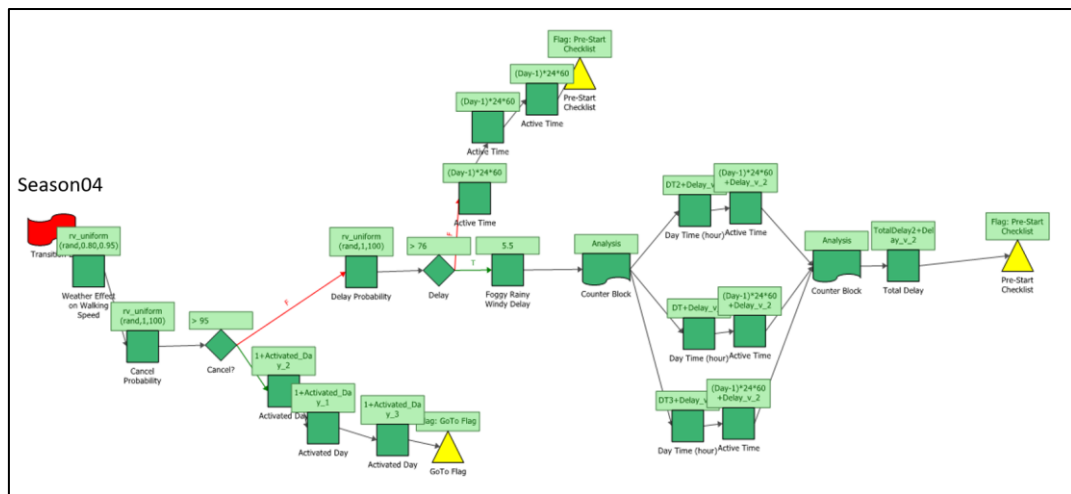 Season04
Transition
rv_uniform
(rand,0.80,0.95)
Weather Effect
on Walking
Speed
rv_uniform
(rand,1,100)
Cancel
Probability
> 95
Cancel?
F
1+Activated_Da
y_2
Activated Day
1+Activated_Da
y_1
Activated Day
1+Activated_Da
y_3
Activated Day
Flag: GoTo Flag
GoTo Flag
rv_uniform
(rand,1,100)
Delay Probability
> 76
Delay
F
T
(Day-1)*24*60
Active Time
(Day-1)*24*60
Active Time
(Day-1)*24*60
Active Time
Flag: Pre-Start
Checklist
Pre-Start
Checklist
5.5
Foggy Rainy
Windy Delay
Analysis
Counter Block
DT2+Delay_v
Day Time (hour)
(Day-1)*24*60
+Delay_v_2
Active Time
DT+Delay_v
Day Time (hour)
(Day-1)*24*60
+Delay_v_2
Active Time
DT3+Delay_v
Day Time (hour)
(Day-1)*24*60
+Delay_v_2
Active Time
Analysis
Counter Block
TotalDelay2+Del
ay_v_2
Total Delay
Flag: Pre-Start
Checklist
Pre-Start
Checklist